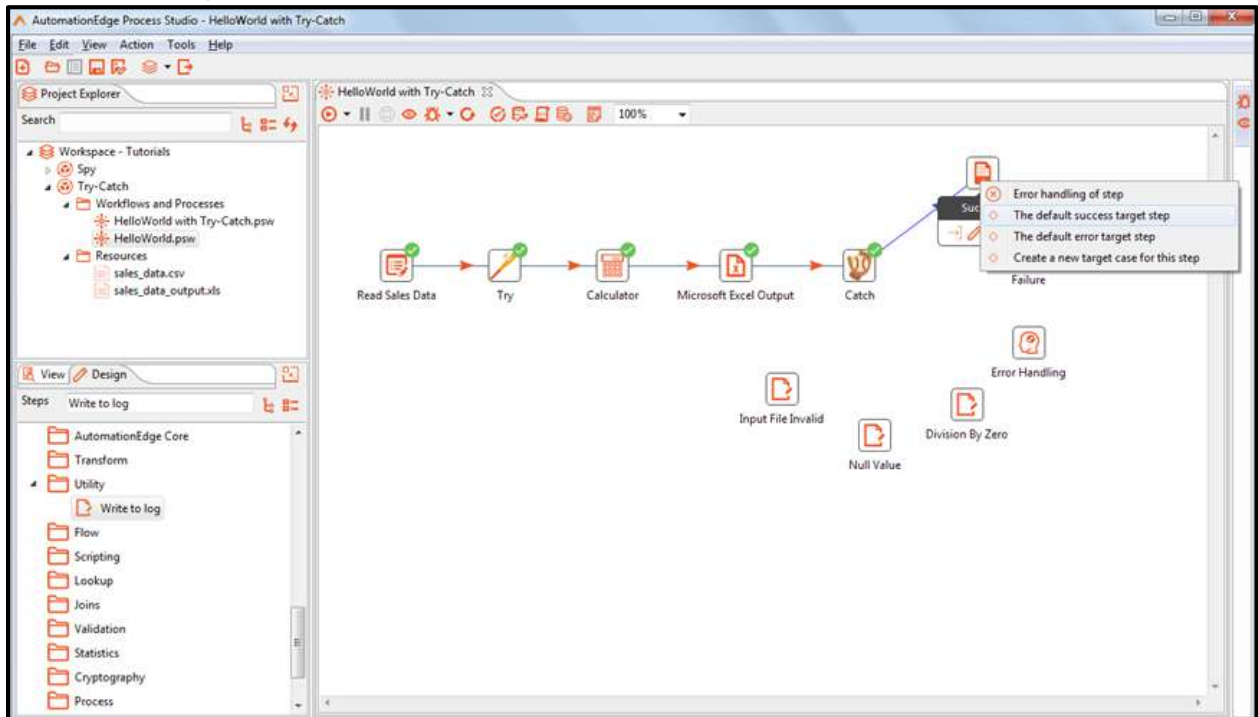 AutomationEdge Process Studio - HelloWorld with Try-Catch
File Edit View Action Tools Help
Project Explorer
Search
Workspace - Tutorials
Spy
Try-Catch
Workflows and Processes
HelloWorld with Try-Catch.psw
HelloWorld.psw
Resources
sales_data.csv
sales_data_output.xls
View Design
Steps Write to log
AutomationEdge Core
Transform
Utility
Write to log
Flow
Scripting
Lookup
Joins
Validation
Statistics
Cryptography
Process
HelloWorld with Try-Catch
100%
Error handling of step
Suc
The default success target step
The default error target step
Create a new target case for this step
Failure
Read Sales Data
Try
Calculator
Microsoft Excel Output
Catch
Error Handling
Input File Invalid
Division By Zero
Null Value